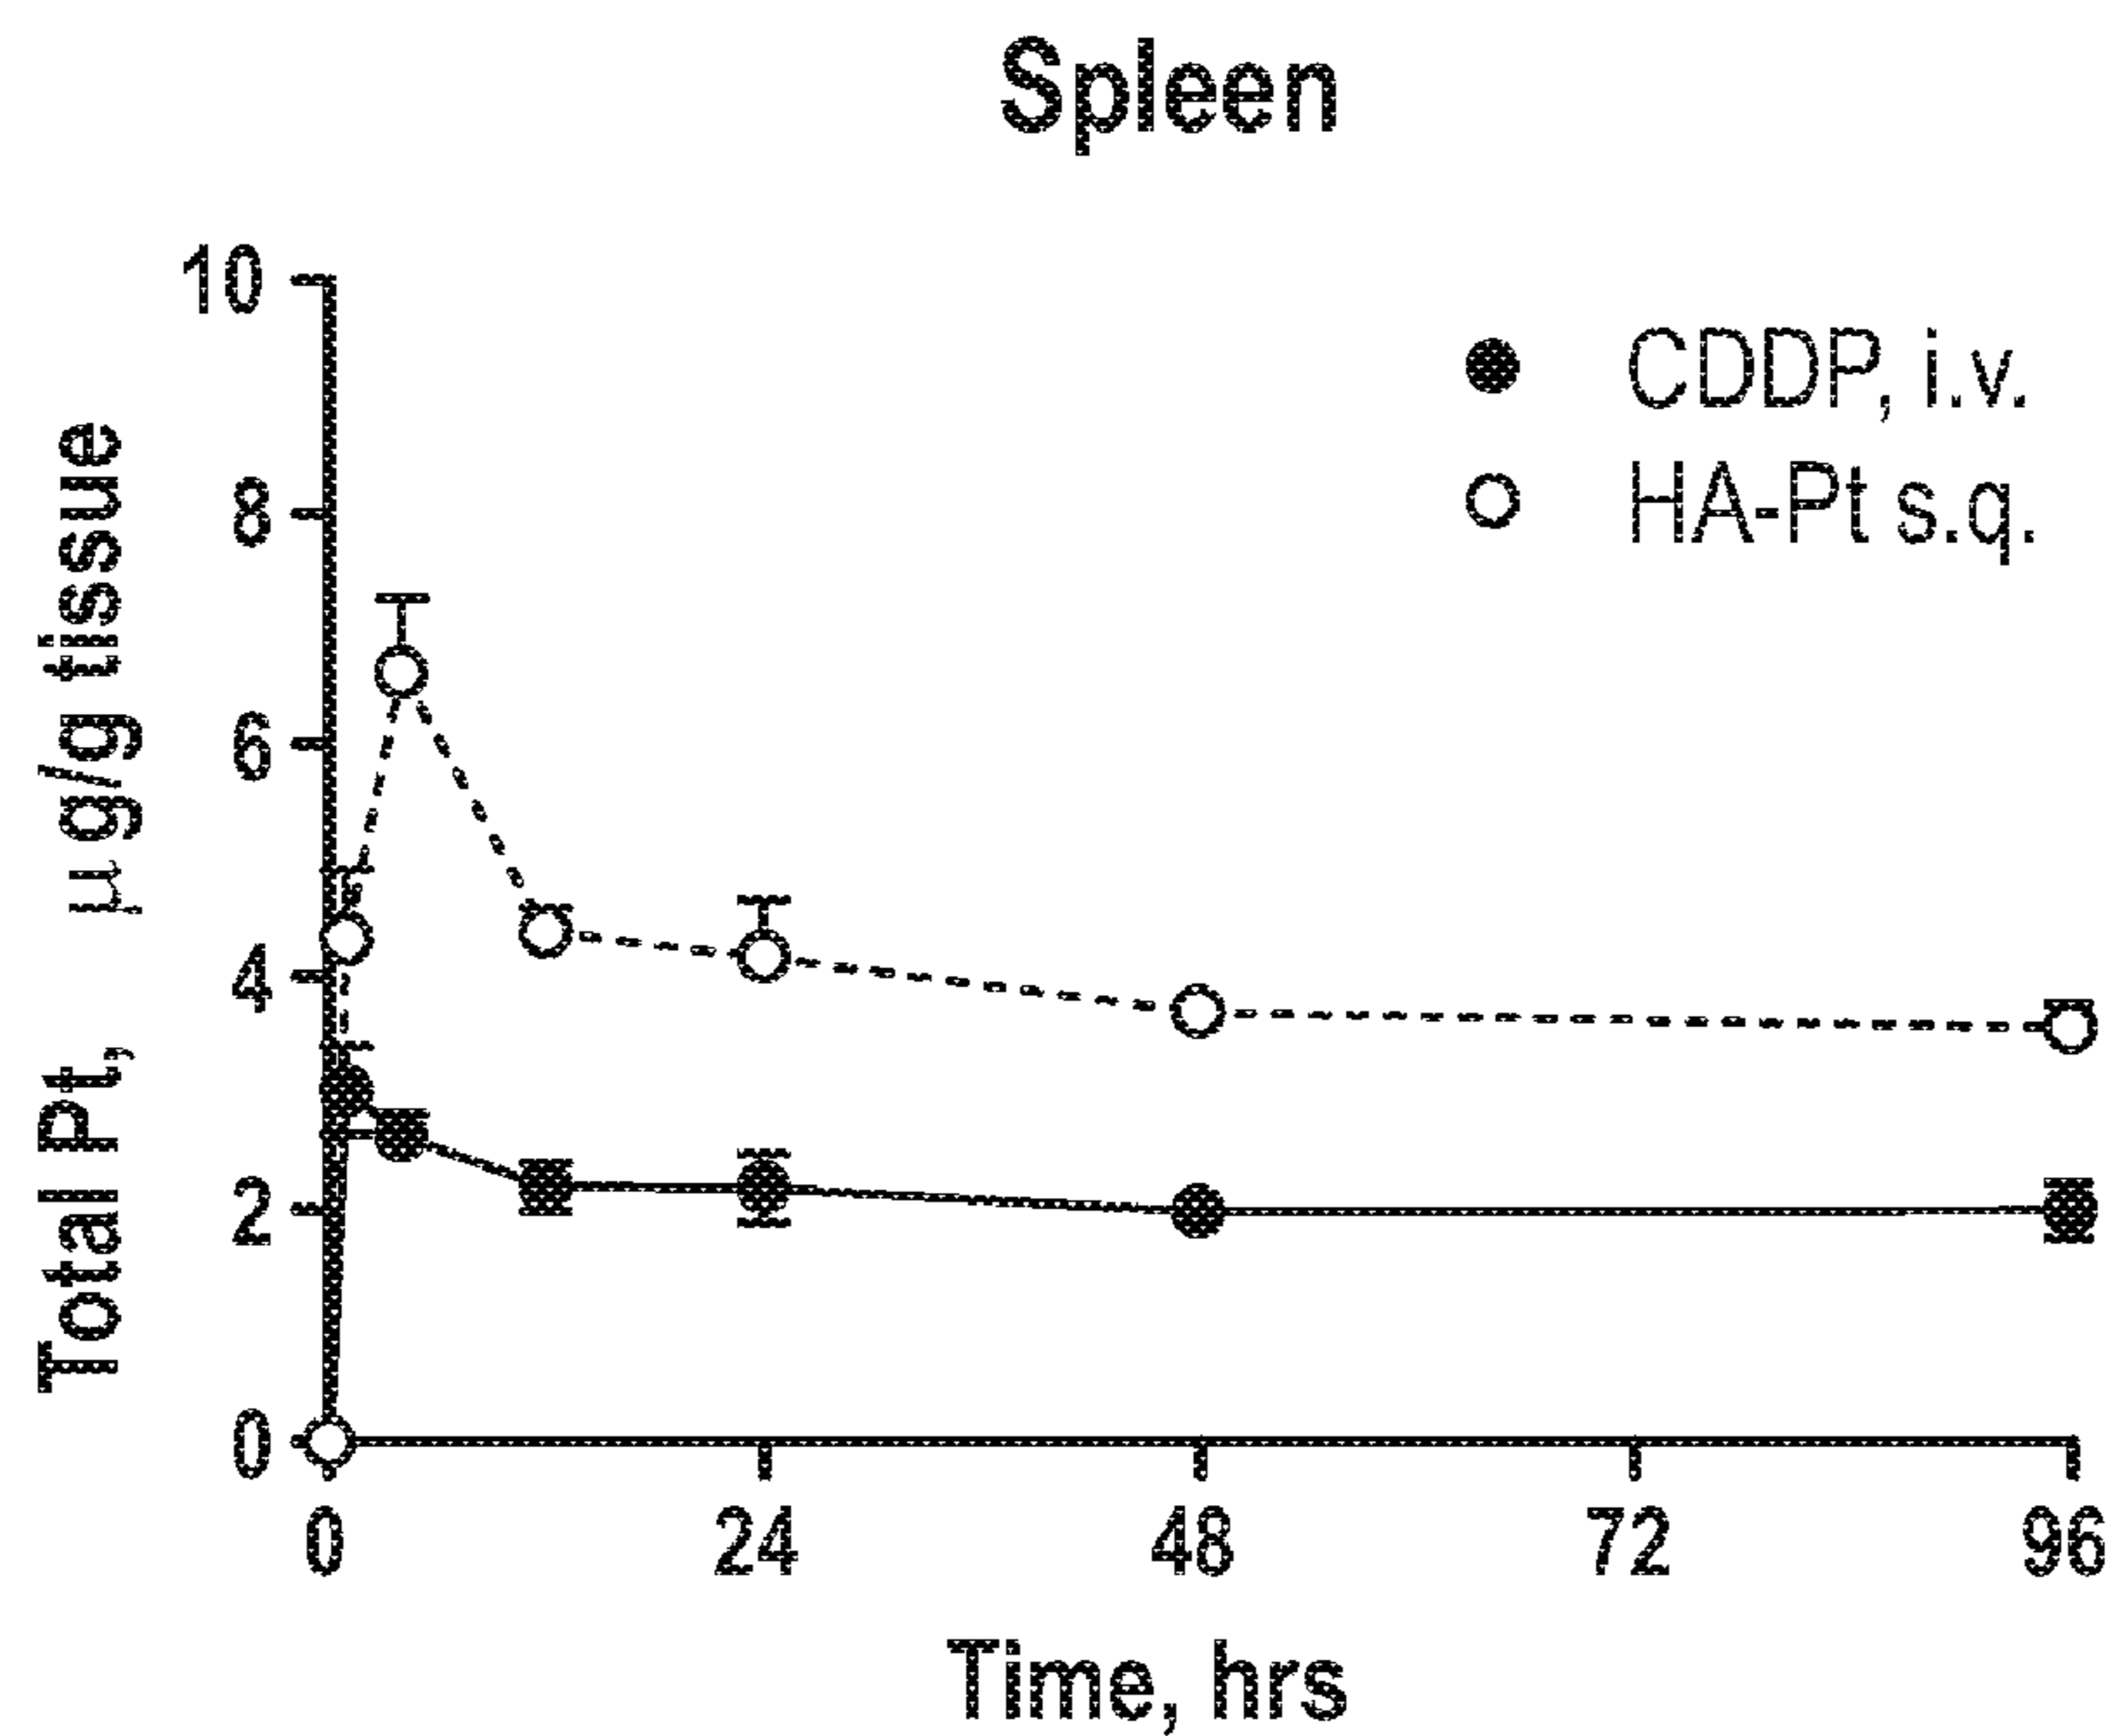 Spleen
10
8
6
4
2
0
Total Pt, μg/g tissue
CDDP, i.v.
HA-Pt s.q.
0 24 48 72 96
Time, hrs